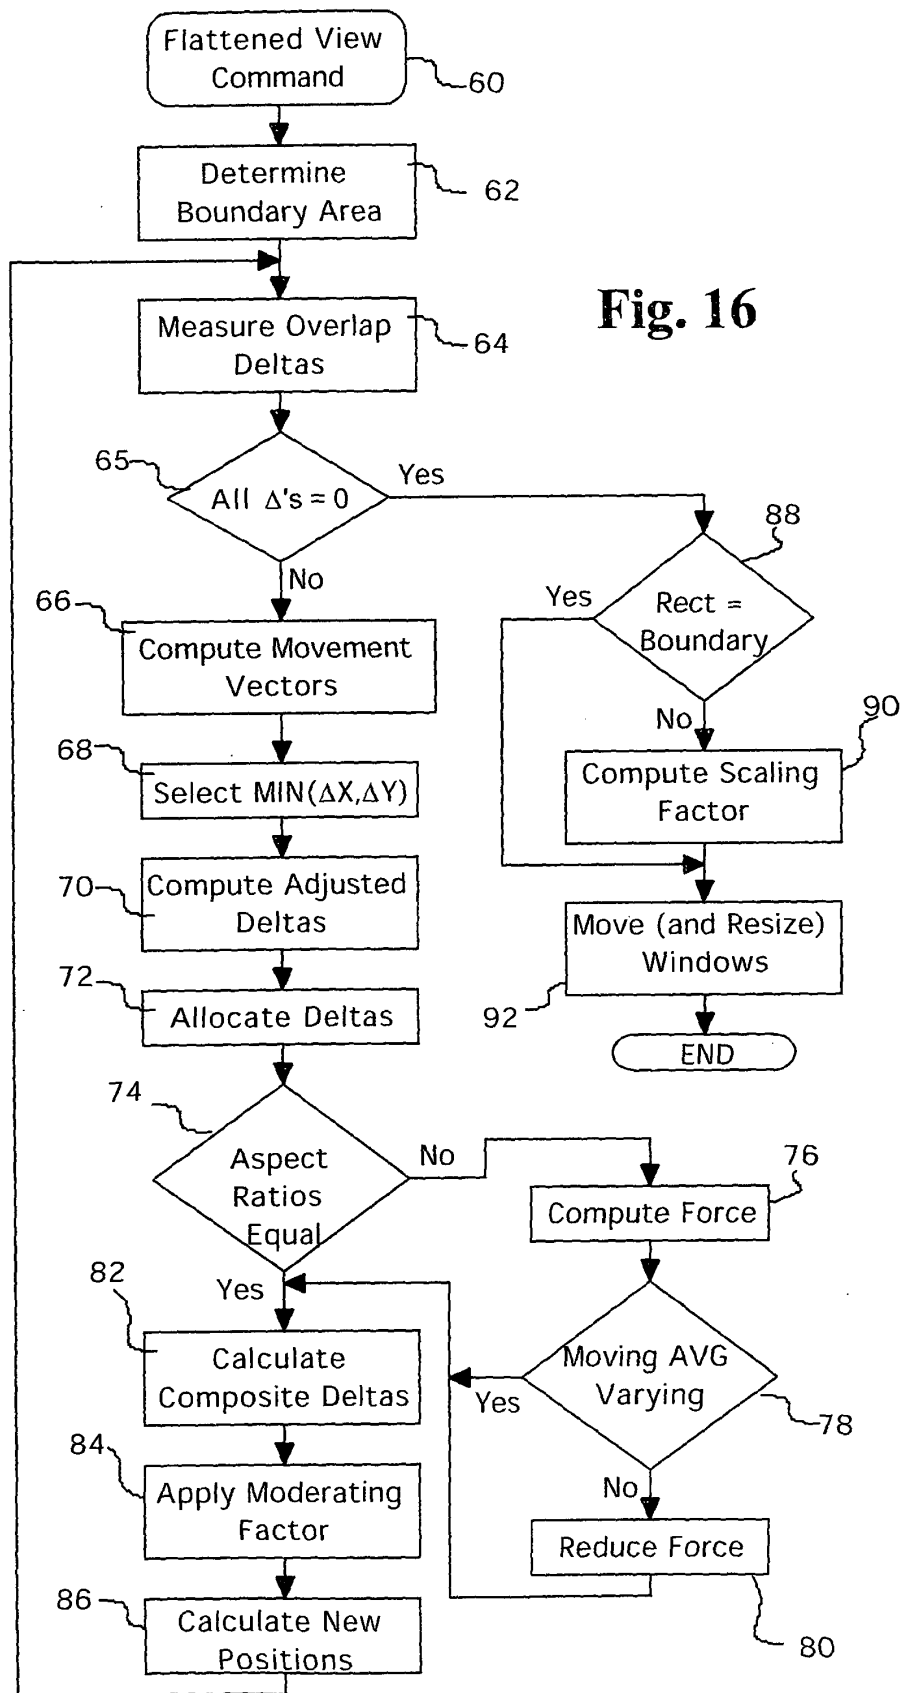 Flattened View
Command
60
Determine
Boundary Area
62
Fig. 16
Measure Overlap
Deltas
64
65
All Δ's = 0
Yes
No
88
Rect =
Boundary
Yes
No
66
Compute Movement
Vectors
90
Compute Scaling
Factor
68
Select MIN(ΔX,ΔY)
70
Compute Adjusted
Deltas
Move (and Resize)
Windows
92
72
Allocate Deltas
END
74
Aspect
Ratios
Equal
No
Yes
76
Compute Force
82
Calculate
Composite Deltas
Moving AVG
Varying
Yes
78
No
84
Apply Moderating
Factor
Reduce Force
80
86
Calculate New
Positions